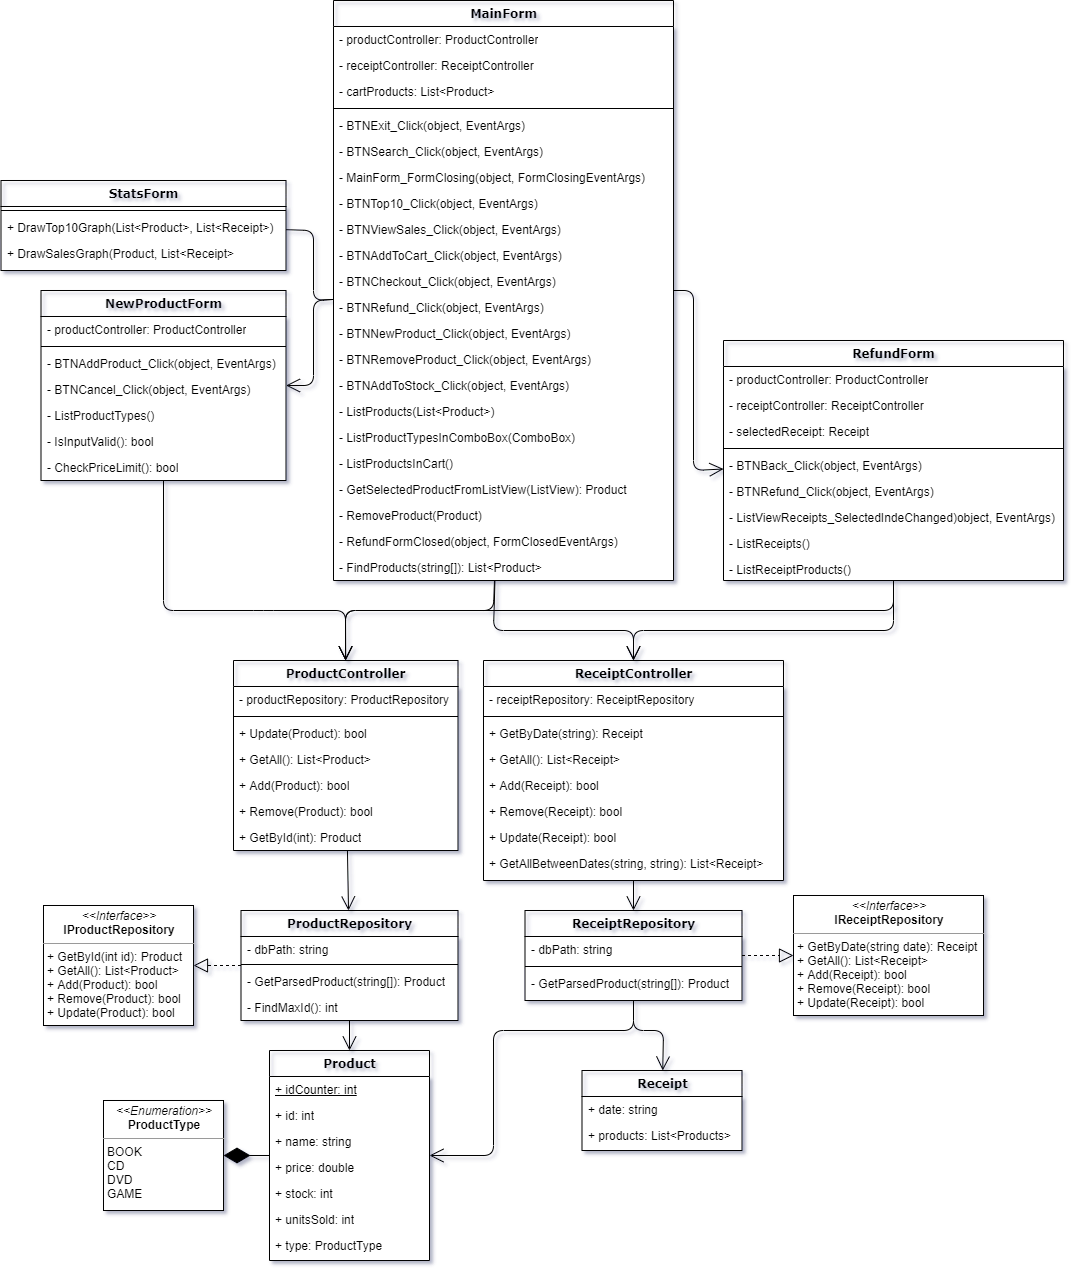 MainForm
- productController: ProductController
- receiptController: ReceiptController
- cartProducts: List<Product>
- BTNExit_Click(object, EventArgs)
- BTNSearch_Click(object, EventArgs)
- MainForm_FormClosing(object, FormClosingEventArgs)
- BTNTop10_Click(object, EventArgs)
- BTNViewSales_Click(object, EventArgs)
- BTNAddToCart_Click(object, EventArgs)
- BTNCheckout_Click(object, EventArgs)
- BTNRefund_Click(object, EventArgs)
- BTNNewProduct_Click(object, EventArgs)
- BTNRemoveProduct_Click(object, EventArgs)
- BTNAddToStock_Click(object, EventArgs)
- ListProducts(List<Product>)
- ListProductTypesInComboBox(ComboBox)
- ListProductsInCart()
- GetSelectedProductFromListView(ListView): Product
- RemoveProduct(Product)
- RefundFormClosed(object, FormClosedEventArgs)
- FindProducts(string[]): List<Product>
StatsForm
+ DrawTop10Graph(List<Product>, List<Receipt>)
+ DrawSalesGraph(Product, List<Receipt>
NewProductForm
- productController: ProductController
- BTNAddProduct_Click(object, EventArgs)
- BTNCancel_Click(object, EventArgs)
- ListProductTypes()
- IsInputValid(): bool
- CheckPriceLimit(): bool
RefundForm
- productController: ProductController
- receiptController: ReceiptController
- selectedReceipt: Receipt
- BTNBack_Click(object, EventArgs)
- BTNRefund_Click(object, EventArgs)
- ListViewReceipts_SelectedIndeChanged)object, EventArgs)
- ListReceipts()
- ListReceiptProducts()
ProductController
- productRepository: ProductRepository
+ Update(Product): bool
+ GetAll(): List<Product>
+ Add(Product): bool
+ Remove(Product): bool
+ GetById(int): Product
ReceiptController
- receiptRepository: ReceiptRepository
+ GetByDate(string): Receipt
+ GetAll(): List<Receipt>
+ Add(Receipt): bool
+ Remove(Receipt): bool
+ Update(Receipt): bool
+ GetAllBetweenDates(string, string): List<Receipt>
<<Interface>>
IProductRepository
+ GetById(int id): Product
+ GetAll(): List<Product>
+ Add(Product): bool
+ Remove(Product): bool
+ Update(Product): bool
ProductRepository
- dbPath: string
- GetParsedProduct(string[]): Product
- FindMaxId(): int
ReceiptRepository
- dbPath: string
- GetParsedProduct(string[]): Product
<<Interface>>
IReceiptRepository
+ GetByDate(string date): Receipt
+ GetAll(): List<Receipt>
+ Add(Receipt): bool
+ Remove(Receipt): bool
+ Update(Receipt): bool
<<Enumeration>>
ProductType
BOOK
CD
DVD
GAME
Product
+ idCounter: int
+ id: int
+ name: string
+ price: double
+ stock: int
+ unitsSold: int
+ type: ProductType
Receipt
+ date: string
+ products: List<Products>